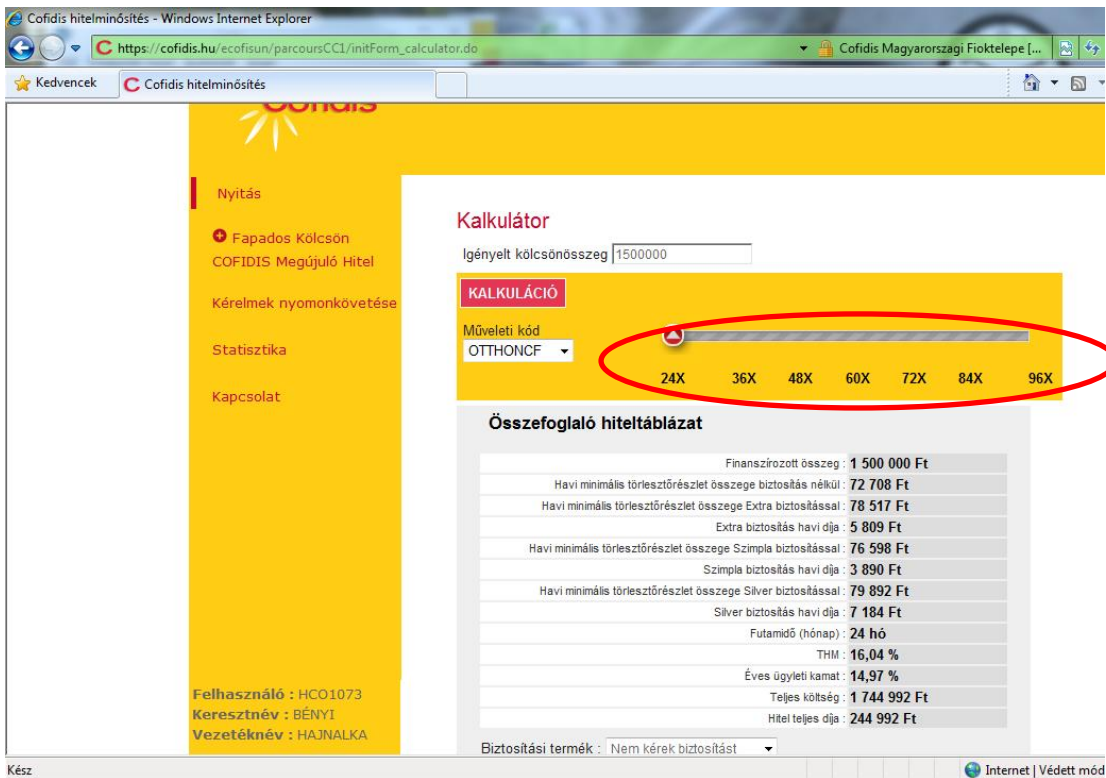 Cofidis hitelminősítés - Windows Internet Explorer
https://cofidis.hu/ecofisun/parcoursCC1/initForm_calculator.do
Cofidis Magyarorszagi Fioktelepe [...
Kedvencek
Cofidis hitelminősítés
Cofidis
Nyitás
Fapados Kölcsön
COFIDIS Megújuló Hitel
Kérelmek nyomonkövetése
Statisztika
Kapcsolat
Felhasználó : HCO1073
Keresztnév : BÉNYI
Vezetéknév : HAJNALKA
Kalkulátor
Igényelt kölcsönösszeg 1500000
KALKULÁCIÓ
Műveleti kód
OTTHONCF
24X 36X 48X 60X 72X 84X 96X
Összefoglaló hiteltáblázat
Finanszírozott összeg : 1 500 000 Ft
Havi minimális törlesztőrészlet összege biztosítás nélkül : 72 708 Ft
Havi minimális törlesztőrészlet összege Extra biztosítással : 78 517 Ft
Extra biztosítás havi díja : 5 809 Ft
Havi minimális törlesztőrészlet összege Szimpla biztosítással : 76 598 Ft
Szimpla biztosítás havi díja : 3 890 Ft
Havi minimális törlesztőrészlet összege Silver biztosítással : 79 892 Ft
Silver biztosítás havi díja : 7 184 Ft
Futamidő (hónap) : 24 hó
THM : 16,04 %
Éves ügyleti kamat : 14,97 %
Teljes költség : 1 744 992 Ft
Hitel teljes díja : 244 992 Ft
Biztosítási termék : Nem kérek biztosítást
Kész
Internet | Védett mód